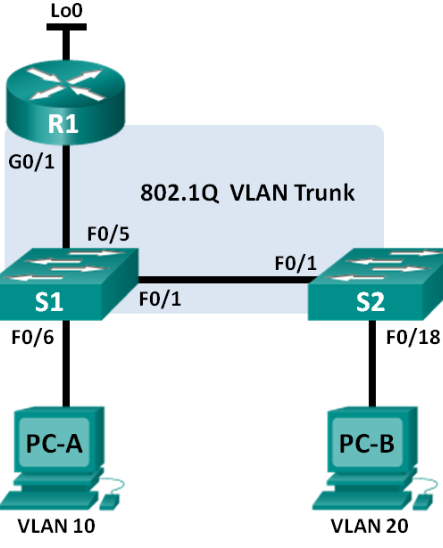 Lo0
R1
G0/1
802.1Q VLAN Trunk
F0/5
F0/1
S1
F0/1
S2
F0/6
F0/18
PC-A
PC-B
VLAN 10
VLAN 20